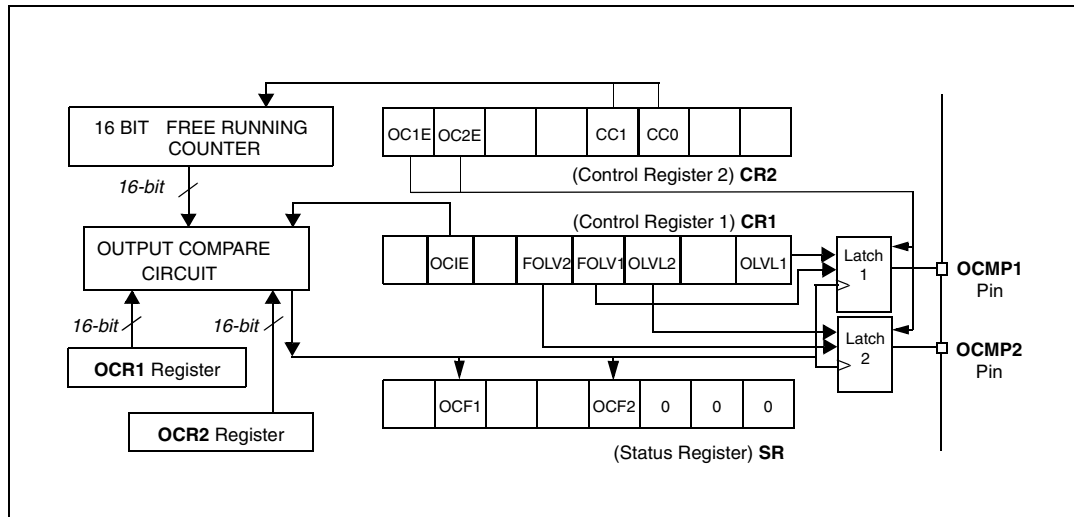 16 BIT FREE RUNNING
COUNTER
OC1E OC2E CC1 CC0
(Control Register 2) CR2
16-bit
(Control Register 1) CR1
OUTPUT COMPARE
CIRCUIT
OCIE FOLV2 FOLV1 OLVL2 OLVL1
Latch
1
OCMP1
Pin
16-bit 16-bit
Latch
2
OCMP2
Pin
OCR1 Register
OCF1 OCF2 0 0 0
OCR2 Register
(Status Register) SR